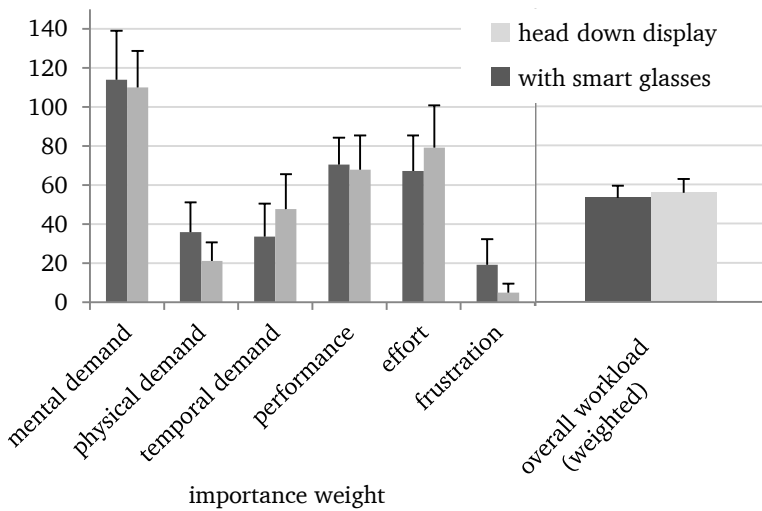 140
120
100
80
60
40
20
0
head down display
with smart glasses
mental demand
physical demand
temporal demand
performance
effort
frustration
overall workload
(weighted)
importance weight